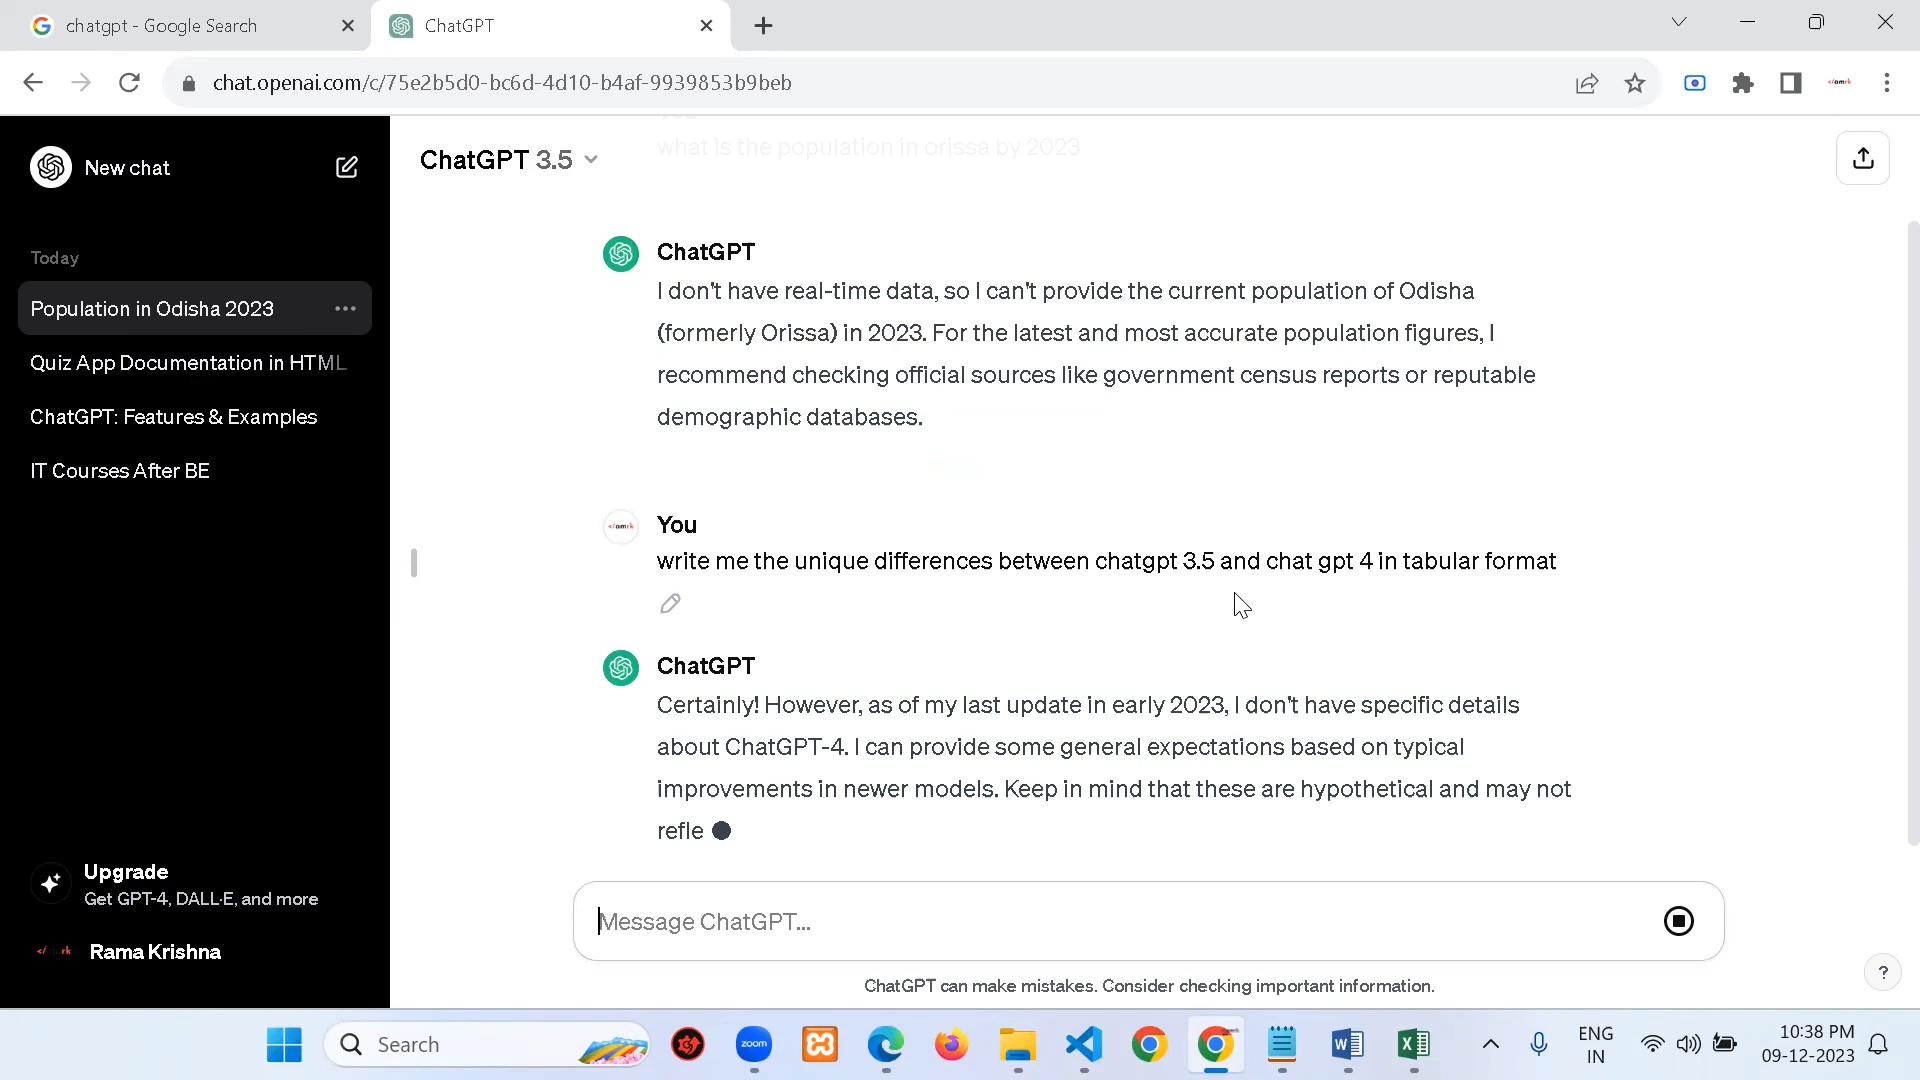 chatgpt - Google Search
ChatGPT
chat.openai.com/c/75e2b5d0-bc6d-4d10-b4af-9939853b9beb
</omrk
New chat
Today
Population in Odisha 2023
Quiz App Documentation in HTML
ChatGPT: Features & Examples
IT Courses After BE
Upgrade
Get GPT-4, DALL·E, and more
Rama Krishna
what is the population in orissa by 2023
ChatGPT 3.5
ChatGPT
I don't have real-time data, so I can't provide the current population of Odisha
(formerly Orissa) in 2023. For the latest and most accurate population figures, I
recommend checking official sources like government census reports or reputable
demographic databases.
</omrk
You
write me the unique differences between chatgpt 3.5 and chat gpt 4 in tabular format
ChatGPT
Certainly! However, as of my last update in early 2023, I don't have specific details
about ChatGPT-4. I can provide some general expectations based on typical
improvements in newer models. Keep in mind that these are hypothetical and may not
refle
Message ChatGPT...
ChatGPT can make mistakes. Consider checking important information.
?
Search
zoom
ENG
IN
10:38 PM
09-12-2023